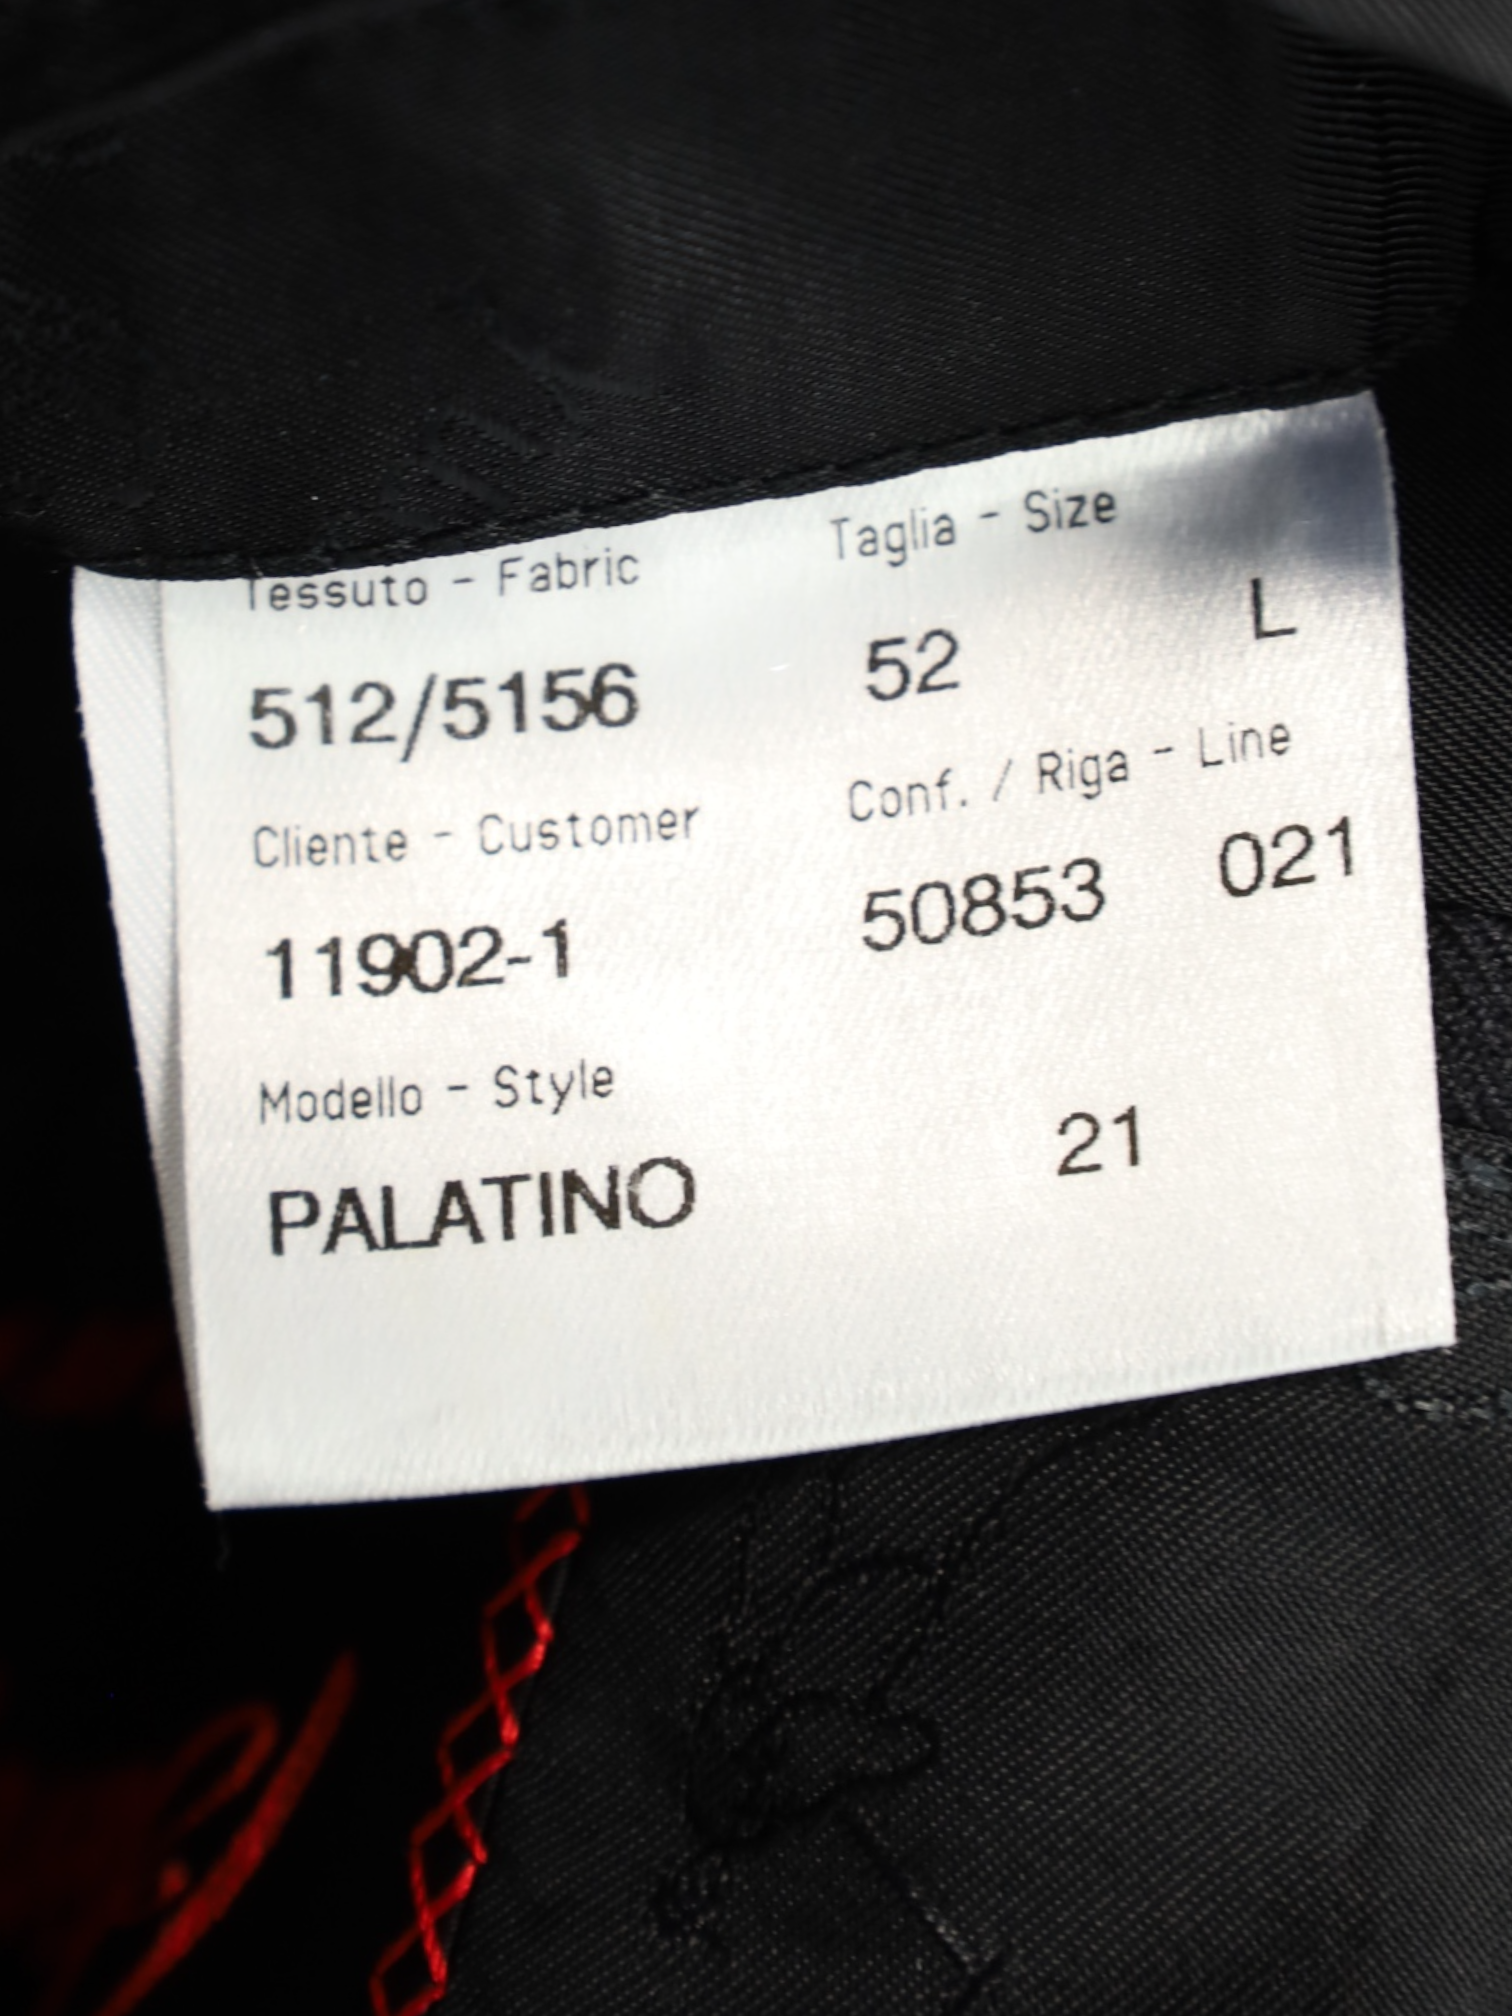 Tessuto - Fabric Taglia - Size
512/5156 52 L
Cliente - Customer Conf. / Riga - Line
11902-1 50853 021
Modello - Style
PALATINO 21